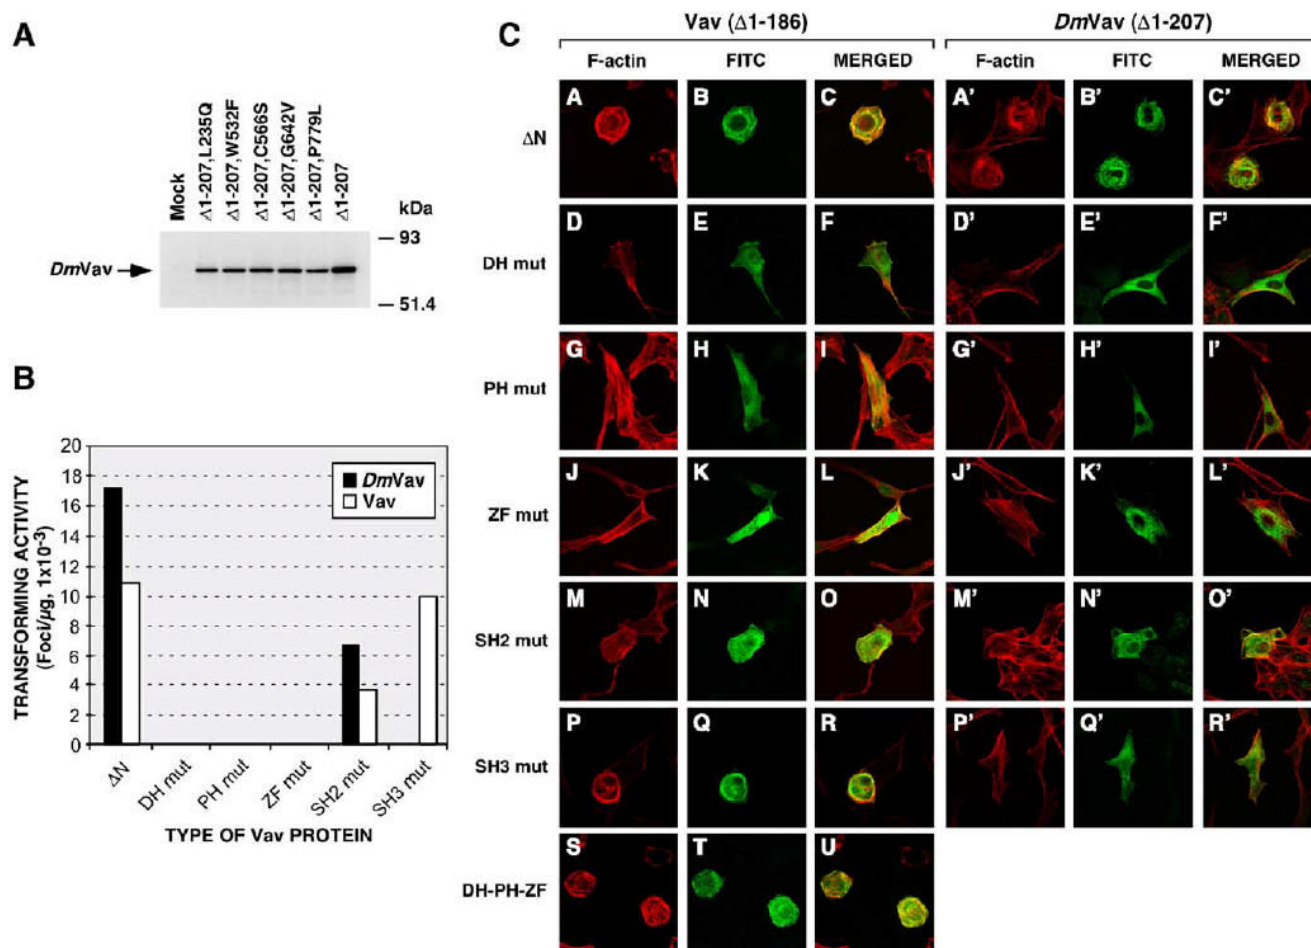 A
Mock
Δ1-207,L235Q
Δ1-207,W532F
Δ1-207,C566S
Δ1-207,G642V
Δ1-207,P779L
Δ1-207
kDa
— 93
DmVav
— 51.4
B
TRANSFORMING ACTIVITY
(Foci/µg, 1x10-3)
20
18
16
14
12
10
8
6
4
2
0
DmVav
Vav
ΔN
DH mut
PH mut
ZF mut
SH2 mut
SH3 mut
TYPE OF Vav PROTEIN
C
Vav (Δ1-186) DmVav (Δ1-207)
F-actin FITC MERGED F-actin FITC MERGED
ΔN A B C A' B' C'
DH mut D E F D' E' F'
PH mut G H I G' H' I'
ZF mut J K L J' K' L'
SH2 mut M N O M' N' O'
SH3 mut P Q R P' Q' R'
DH-PH-ZF S T U